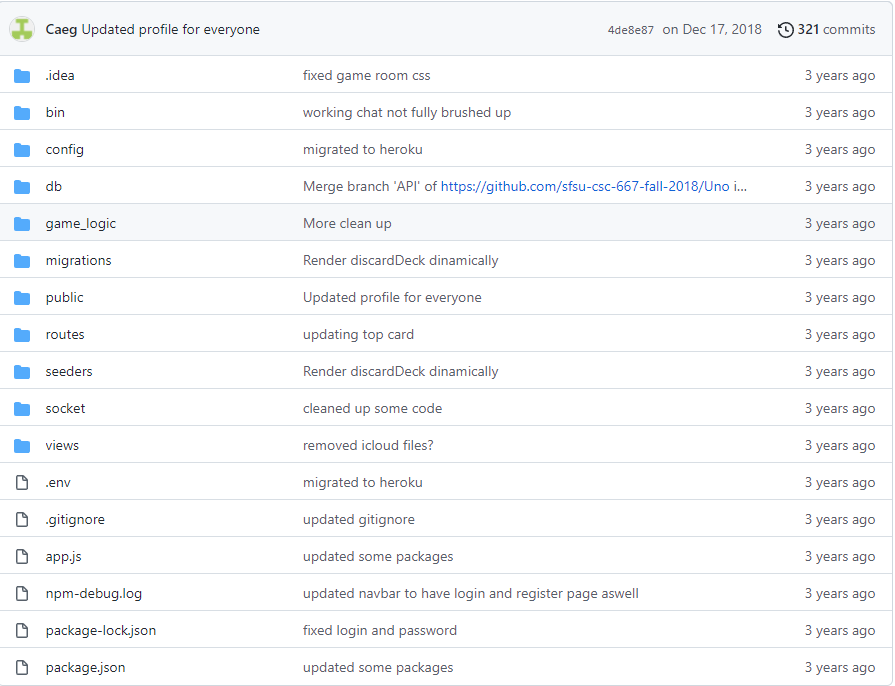 Caeg Updated profile for everyone 4de8e87 on Dec 17, 2018 321 commits
.idea fixed game room css 3 years ago
bin working chat not fully brushed up 3 years ago
config migrated to heroku 3 years ago
db Merge branch 'API' of https://github.com/sfsu-csc-667-fall-2018/Uno i... 3 years ago
game_logic More clean up 3 years ago
migrations Render discardDeck dinamically 3 years ago
public Updated profile for everyone 3 years ago
routes updating top card 3 years ago
seeders Render discardDeck dinamically 3 years ago
socket cleaned up some code 3 years ago
views removed icloud files? 3 years ago
.env migrated to heroku 3 years ago
.gitignore updated gitignore 3 years ago
app.js updated some packages 3 years ago
npm-debug.log updated navbar to have login and register page aswell 3 years ago
package-lock.json fixed login and password 3 years ago
package.json updated some packages 3 years ago